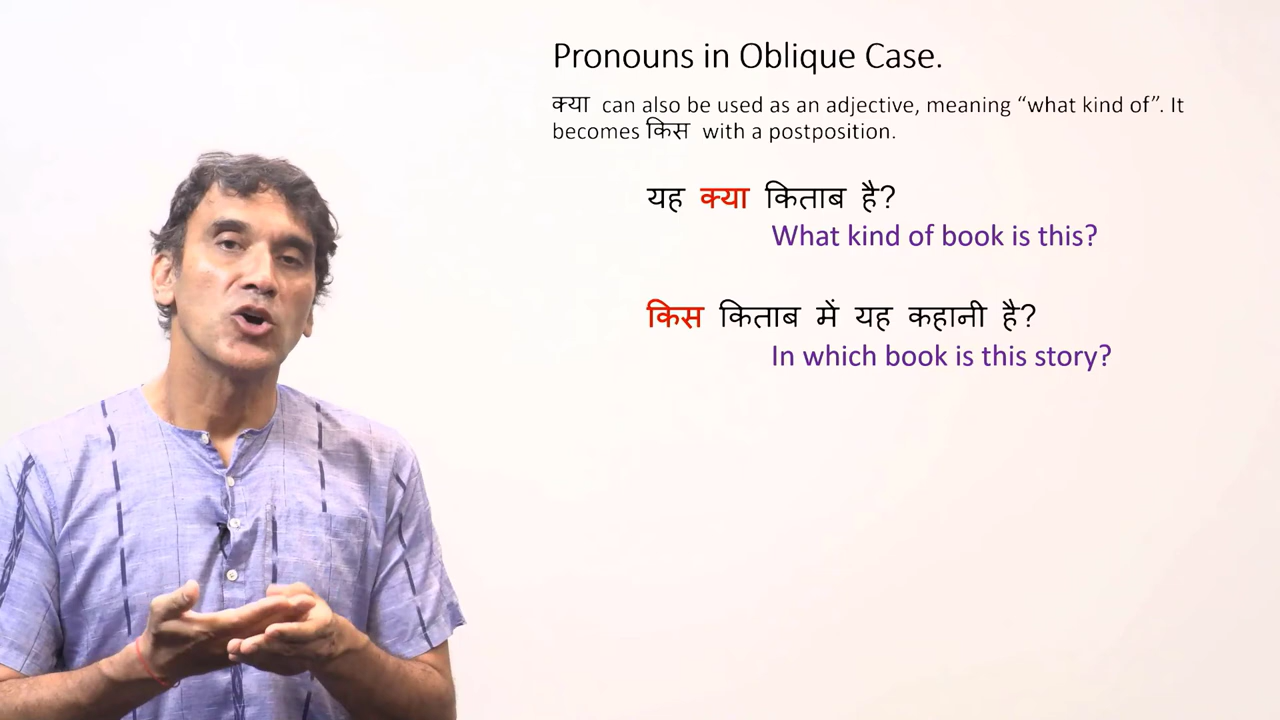 Pronouns in Oblique Case.
क्या can also be used as an adjective, meaning “what kind of”. It
becomes किस with a postposition.
यह क्या किताब है?
What kind of book is this?
किस किताब में यह कहानी है?
In which book is this story?